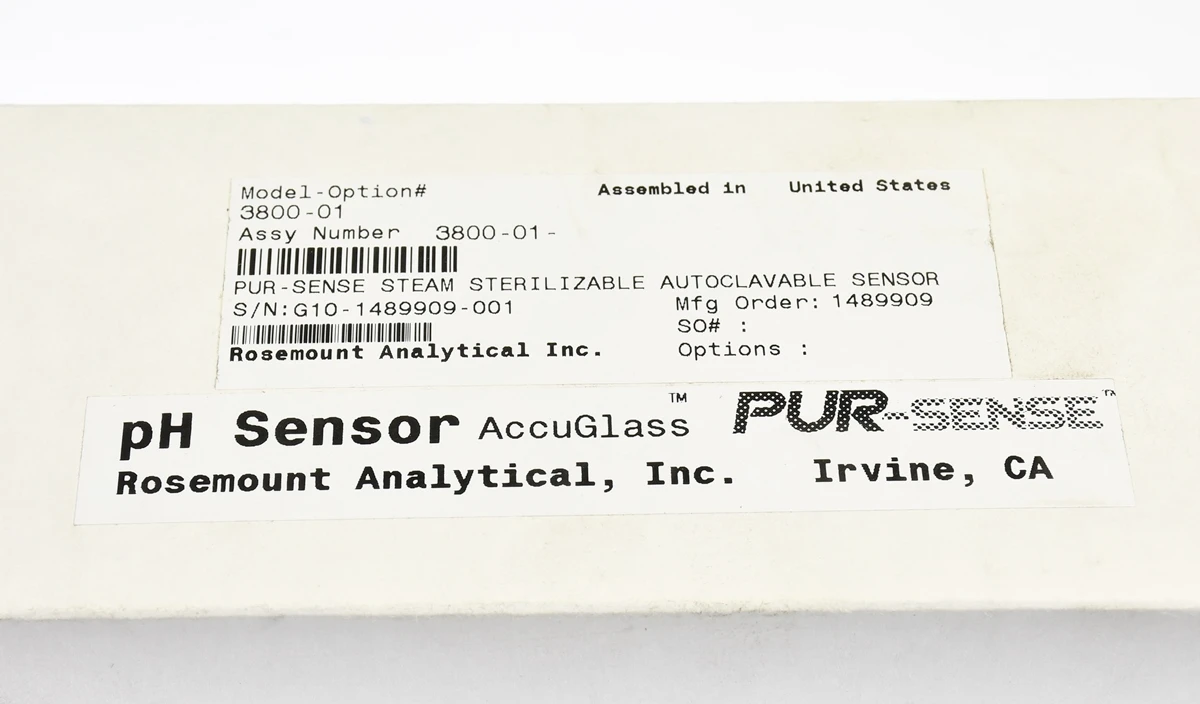 Model-Option#
Assembled in United States
3800-01
Assy Number 3800-01-
PUR-SENSE STEAM STERILIZABLE AUTOCLAVABLE SENSOR
S/N:G10-1489909-001
Mfg Order: 1489909
SO# :
Rosemount Analytical Inc.
Options :
pH Sensor AccuGlass™ PUR-SENSE™
Rosemount Analytical, Inc. Irvine, CA